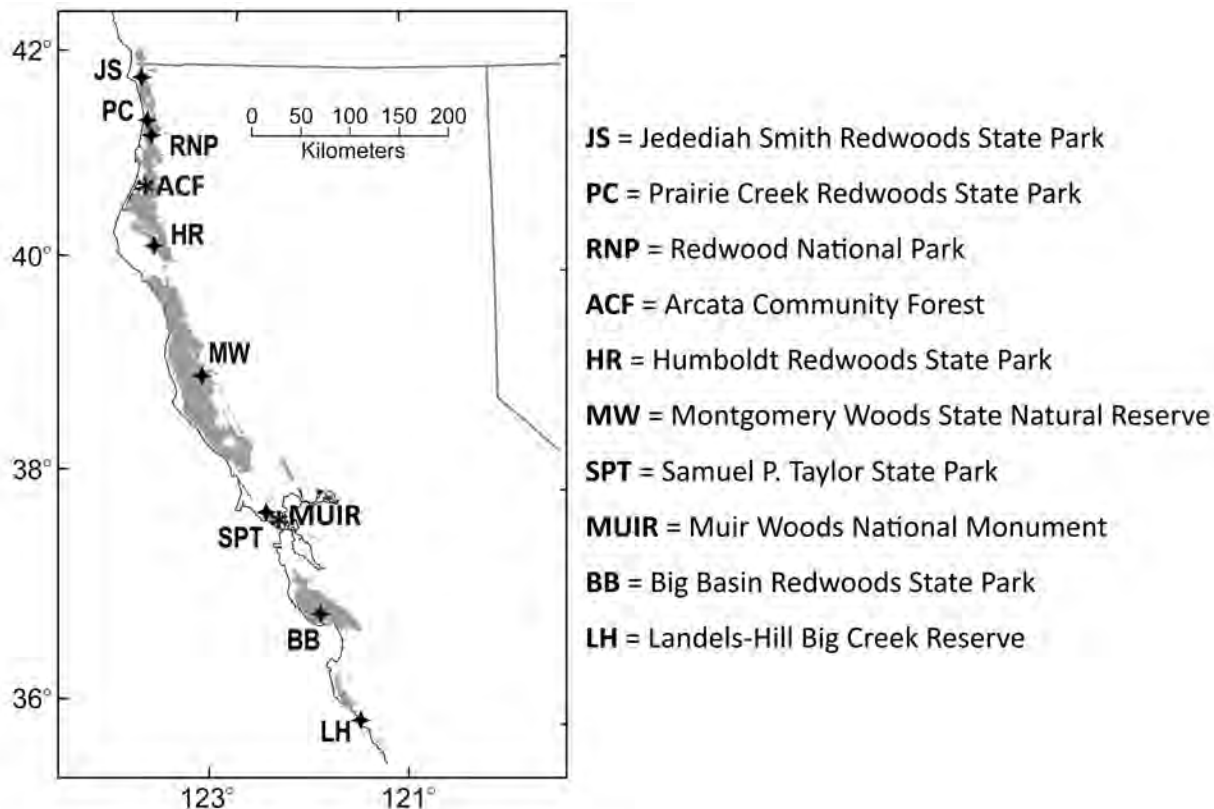 42°
JS
PC
RNP
ACF
HR
40°
MW
38°
SPT
MUIR
BB
36°
LH
123°
121°
0 50 100 150 200
Kilometers
JS = Jedediah Smith Redwoods State Park
PC = Prairie Creek Redwoods State Park
RNP = Redwood National Park
ACF = Arcata Community Forest
HR = Humboldt Redwoods State Park
MW = Montgomery Woods State Natural Reserve
SPT = Samuel P. Taylor State Park
MUIR = Muir Woods National Monument
BB = Big Basin Redwoods State Park
LH = Landels-Hill Big Creek Reserve